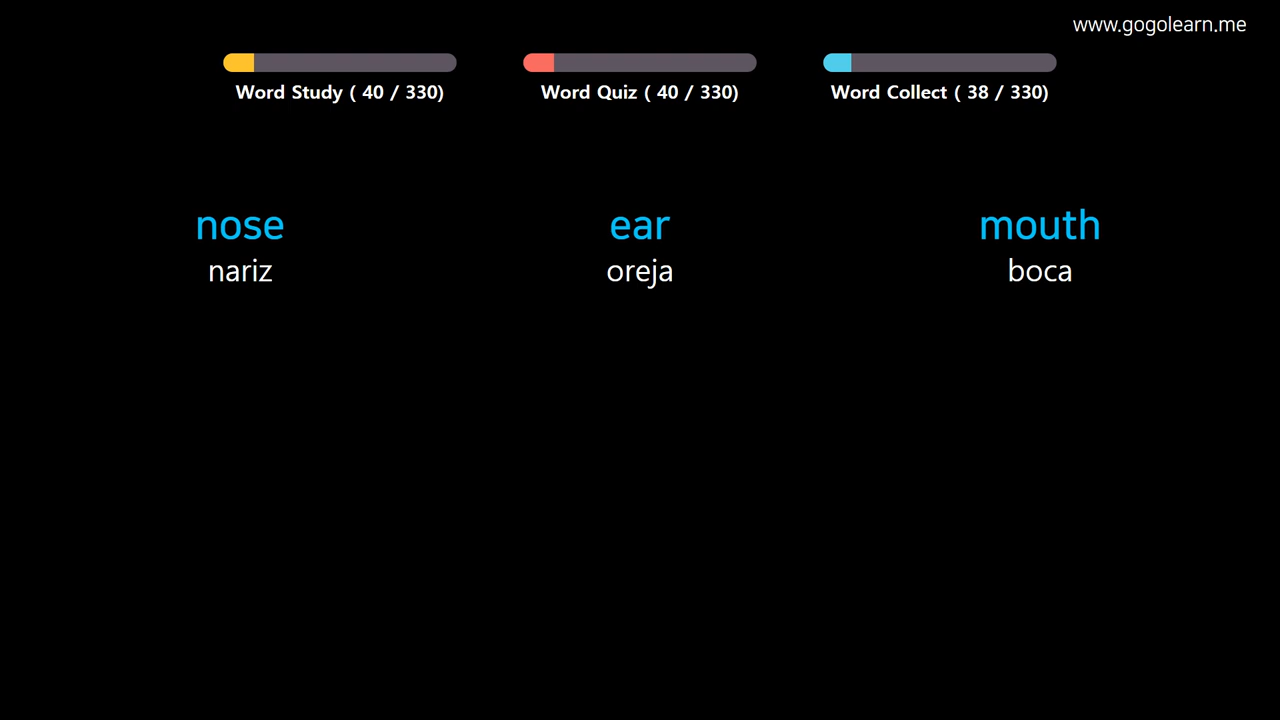 www.gogolearn.me
Word Study ( 40 / 330) Word Quiz ( 40 / 330) Word Collect ( 38 / 330)
nose ear mouth
nariz oreja boca